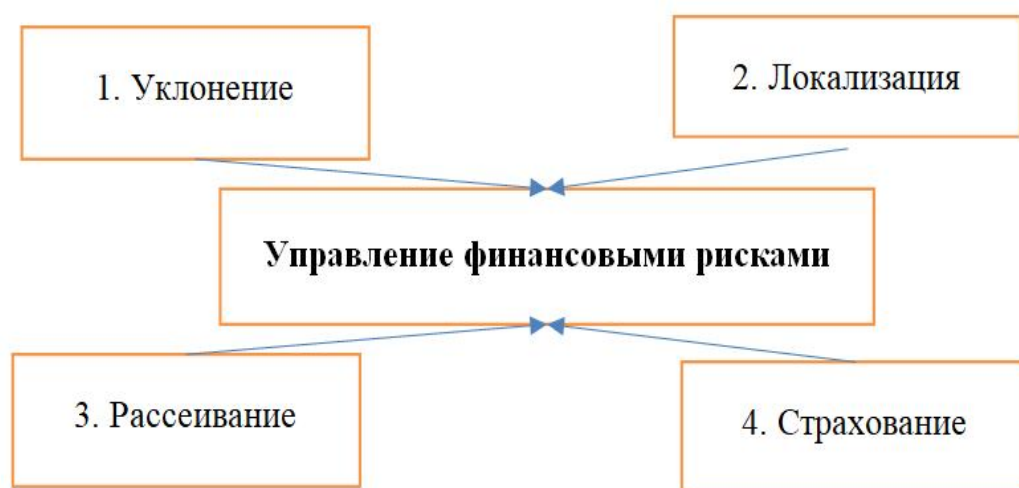 1. Уклонение
2. Локализация
Управление финансовыми рисками
3. Рассеивание
4. Страхование